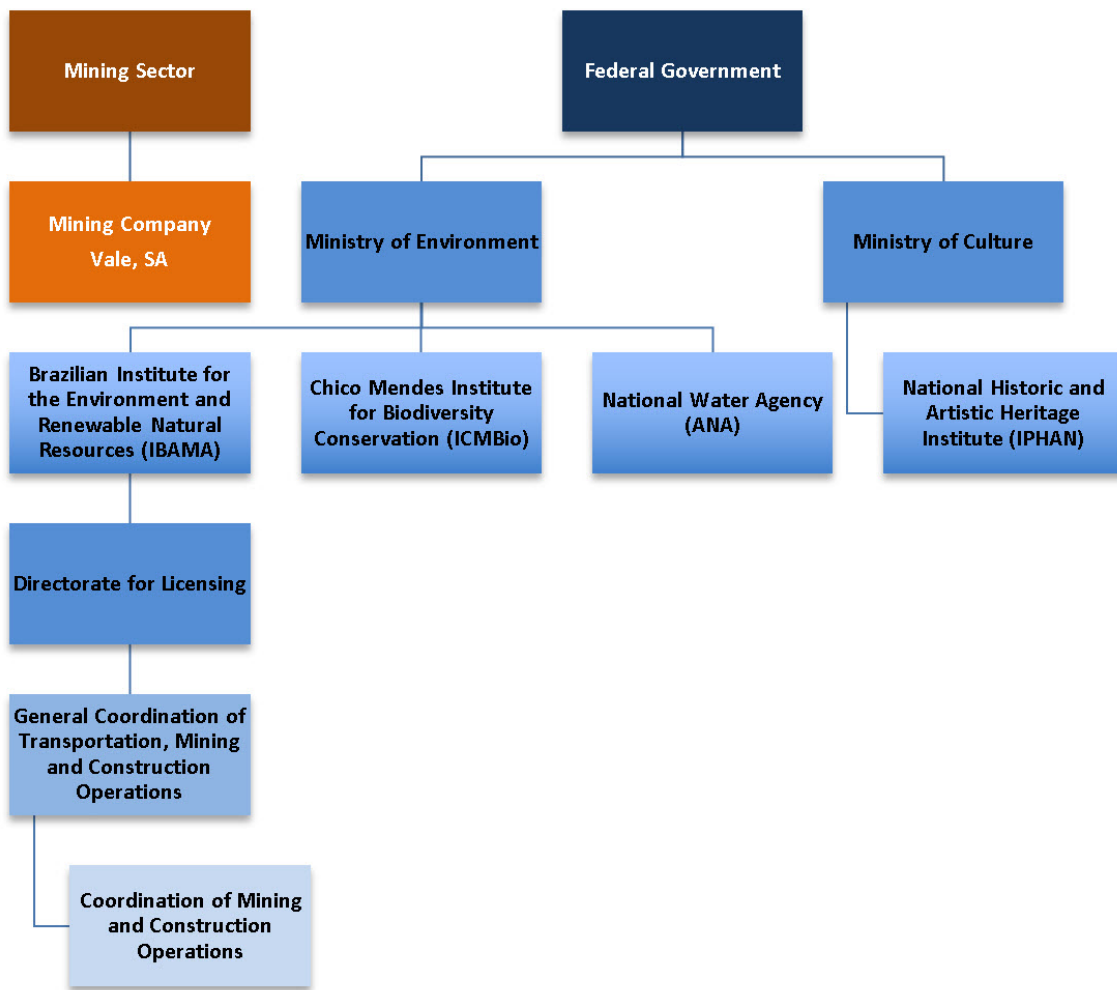 Mining Sector
Federal Government
Mining Company
Vale, SA
Ministry of Environment
Ministry of Culture
Brazilian Institute for
the Environment and
Renewable Natural
Resources (IBAMA)
Chico Mendes Institute
for Biodiversity
Conservation (ICMBio)
National Water Agency
(ANA)
National Historic and
Artistic Heritage
Institute (IPHAN)
Directorate for Licensing
General Coordination of
Transportation, Mining
and Construction
Operations
Coordination of Mining
and Construction
Operations